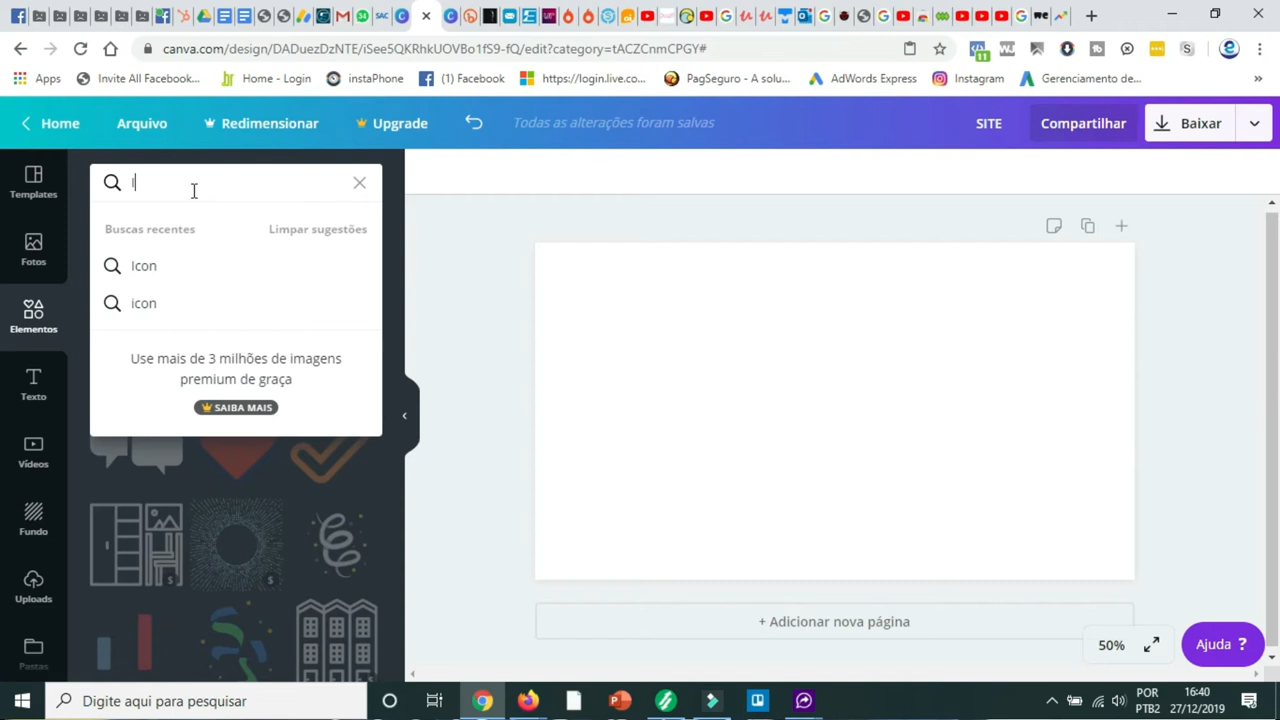 canva.com/design/DADuezDzNTE/iSee5QKRhkUOVBo1fS9-fQ/edit?category=tACZCnmCPGY#
11
Apps
Invite All Facebook...
Home - Login
instaPhone
(1) Facebook
https://login.live.co...
PagSeguro - A solu...
AdWords Express
Instagram
Gerenciamento de...
»
Home
Arquivo
Redimensionar
Upgrade
Todas as alterações foram salvas
SITE
Compartilhar
Baixar
Templates
Fotos
Elementos
Texto
Vídeos
Fundo
Uploads
Pastas
I
Buscas recentes
Limpar sugestões
Icon
icon
Use mais de 3 milhões de imagens
premium de graça
SAIBA MAIS
+ Adicionar nova página
50%
Ajuda ?
Digite aqui para pesquisar
POR
PTB2
16:40
27/12/2019